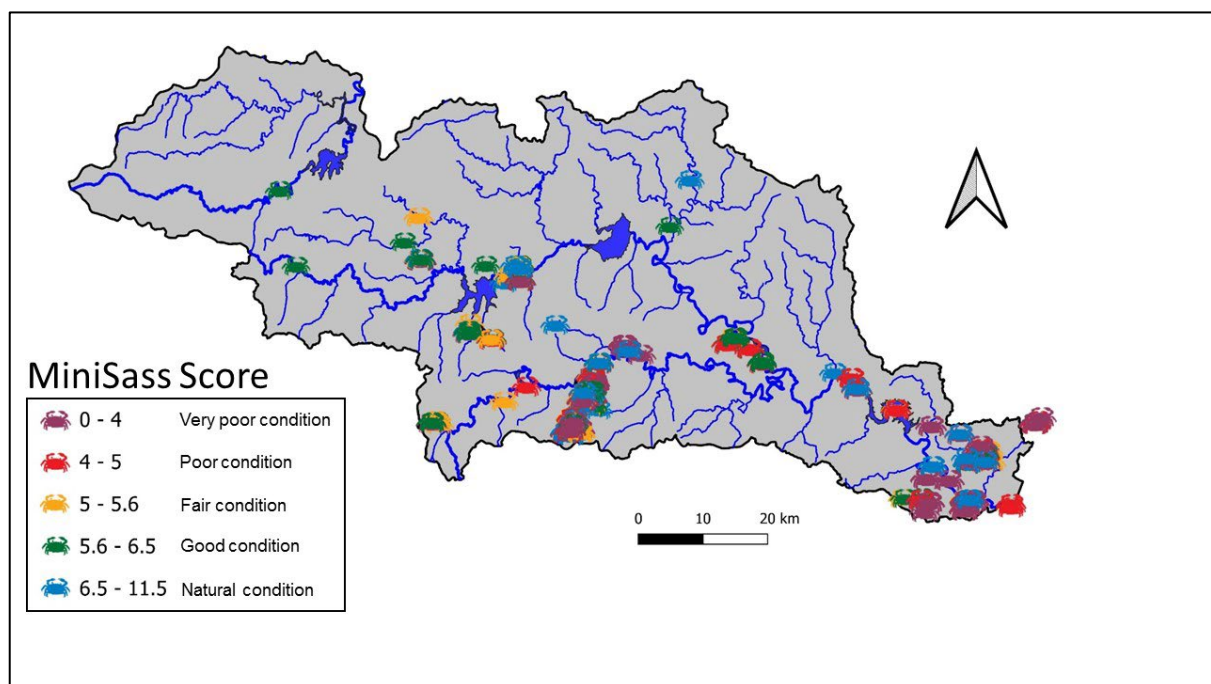 MiniSass Score
0 - 4 Very poor condition
4 - 5 Poor condition
5 - 5.6 Fair condition
5.6 - 6.5 Good condition
6.5 - 11.5 Natural condition
0 10 20 km